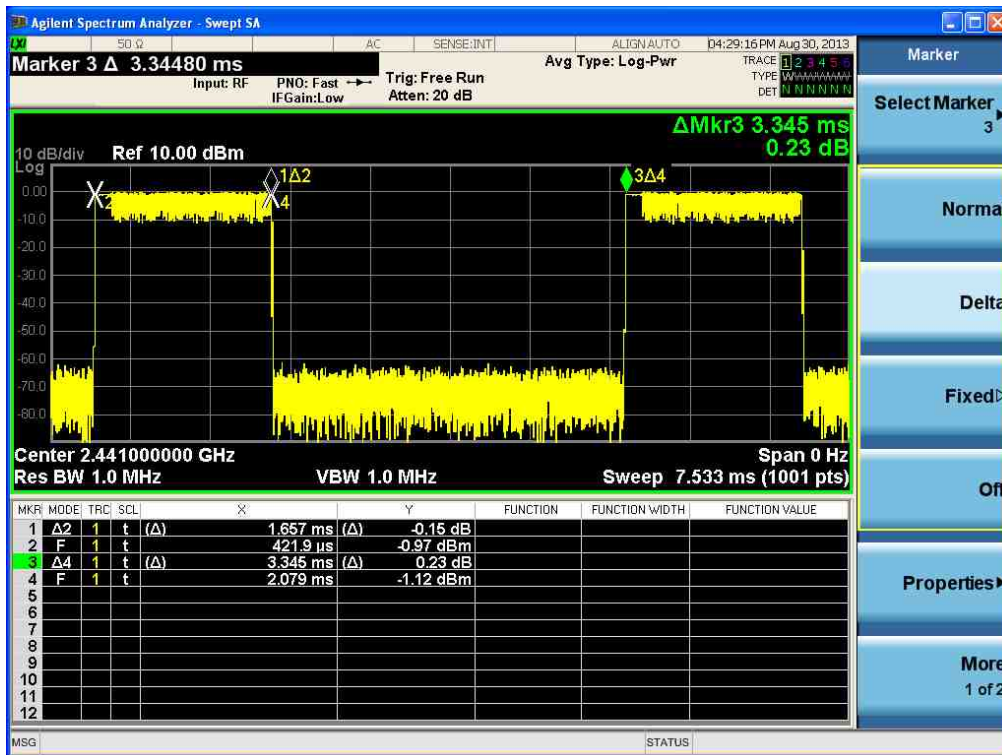 Agilent Spectrum Analyzer - Swept SA
LXI 50 Ω AC SENSE:INT ALIGN AUTO 04:29:16 PM Aug 30, 2013
Marker 3 Δ 3.34480 ms
Input: RF
PNO: Fast
IFGain:Low
Trig: Free Run
Atten: 20 dB
Avg Type: Log-Pwr
TRACE 1 2 3 4 5 6
TYPE
DET N N N N N N
ΔMkr3 3.345 ms
0.23 dB
10 dB/div Ref 10.00 dBm
Log
1Δ2
3Δ4
2
4
0.00
-10.0
-20.0
-30.0
-40.0
-50.0
-60.0
-70.0
-80.0
Center 2.441000000 GHz Span 0 Hz
Res BW 1.0 MHz VBW 1.0 MHz Sweep 7.533 ms (1001 pts)
MKR MODE TRC SCL X Y FUNCTION FUNCTION WIDTH FUNCTION VALUE
1 Δ2 1 t (Δ) 1.657 ms (Δ) -0.15 dB
2 F 1 t 421.9 µs -0.97 dBm
3 Δ4 1 t (Δ) 3.345 ms (Δ) 0.23 dB
4 F 1 t 2.079 ms -1.12 dBm
5
6
7
8
9
10
11
12
MSG STATUS
Marker
Select Marker
3
Norma
Delta
Fixed
Off
Properties
More
1 of 2